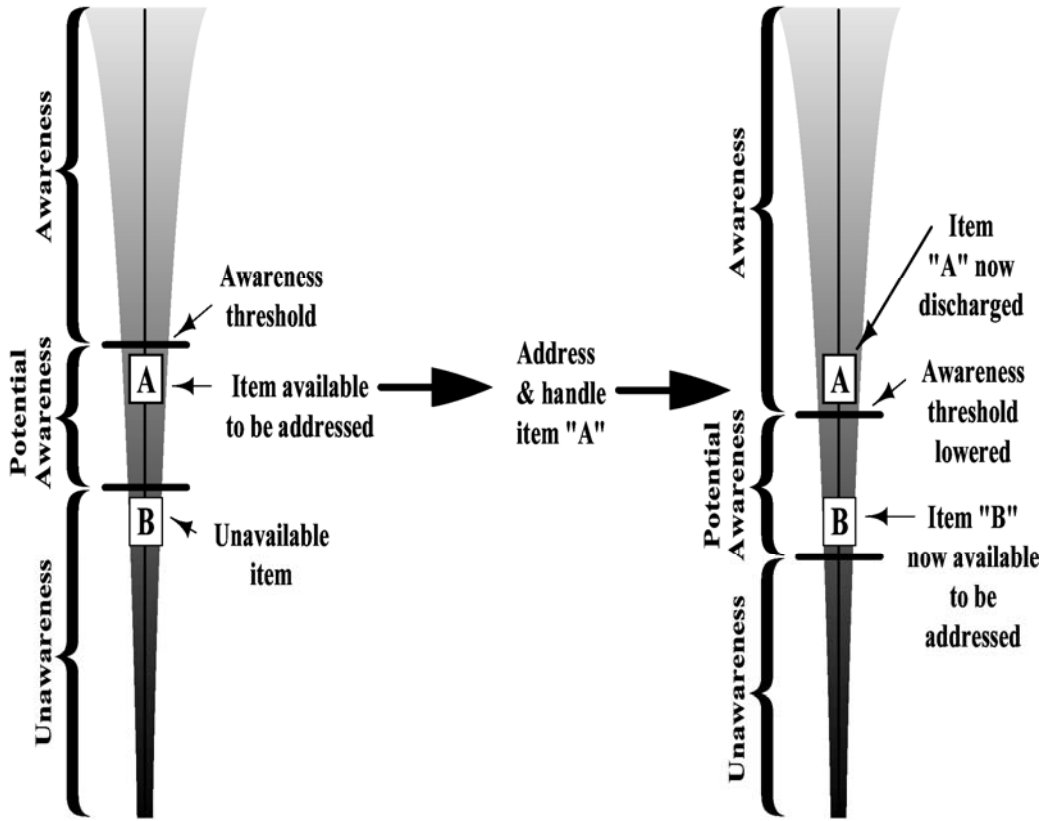 Awareness
Awareness
threshold
Potential
Awareness
A
Item available
to be addressed
B
Unavailable
item
Unawareness
Address
& handle
item "A"
Awareness
Item
"A" now
discharged
A
Awareness
threshold
lowered
Potential
Awareness
B
Item "B"
now available
to be
addressed
Unawareness